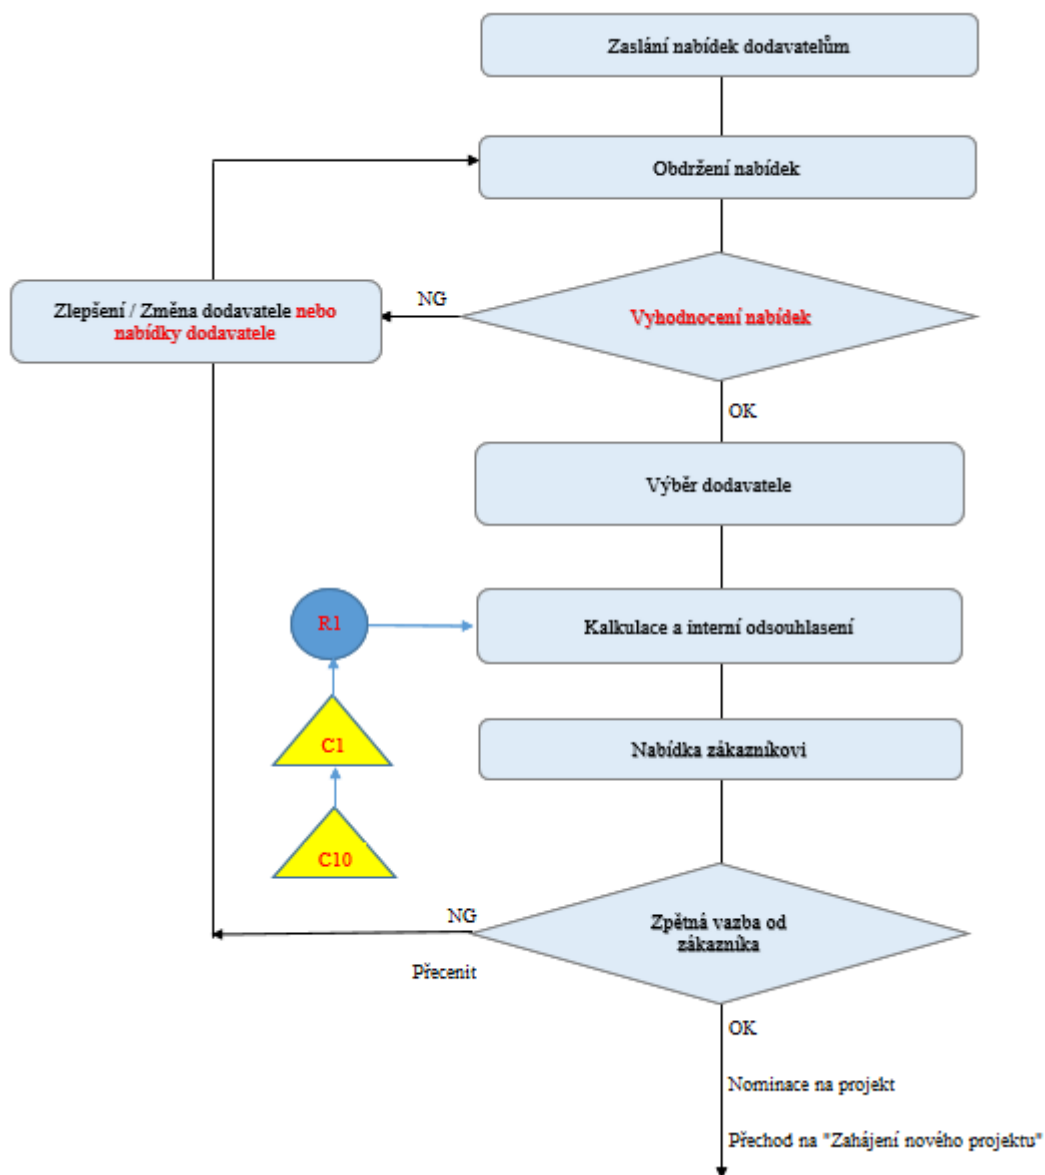 Zaslání nabídek dodavatelům
Obdržení nabídek
NG
Zlepšení / Změna dodavatele nebo
nabídky dodavatele
Vyhodnocení nabídek
OK
Výběr dodavatele
R1
Kalkulace a interní odsouhlasení
C1
Nabídka zákazníkovi
C10
NG
Zpětná vazba od
zákazníka
Přecenit
OK
Nominace na projekt
Přechod na "Zahájení nového projektu"